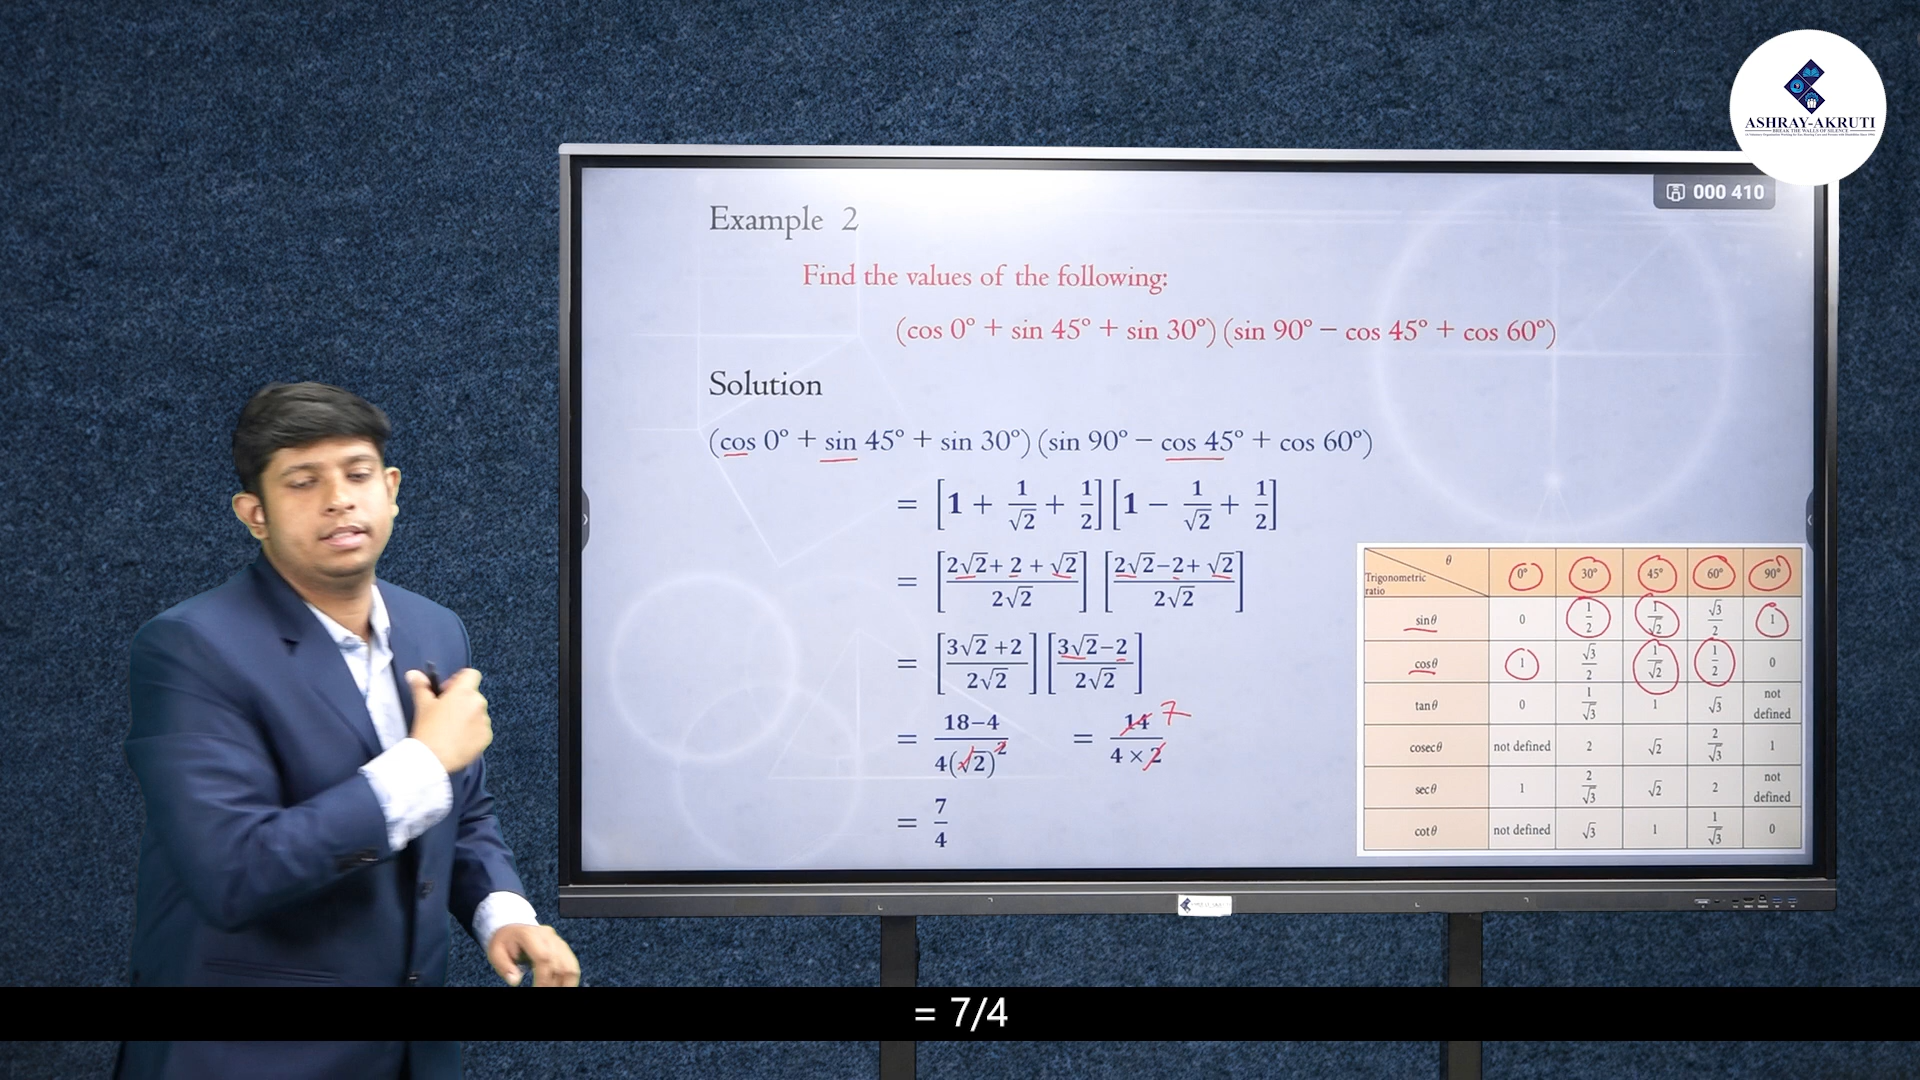 ASHRAY-AKRUTI
BREAK THE WALLS OF SILENCE
000 410
Example 2
Find the values of the following:
(cos 0° + sin 45° + sin 30°) (sin 90° − cos 45° + cos 60°)
Solution
(cos 0° + sin 45° + sin 30°) (sin 90° − cos 45° + cos 60°)
= [1 + 1/√2 + 1/2] [1 − 1/√2 + 1/2]
= [(2√2 + 2 + √2)/(2√2)] [(2√2−2+ √2)/(2√2)]
= [(3√2 +2)/(2√2)] [(3√2−2)/(2√2)]
= (18−4)/(4(√2)²) = 14/(4 × 2) 7
= 7/4
θ
Trigonometric ratio 0° 30° 45° 60° 90°
sinθ 0 1/2 1/√2 √3/2 1
cosθ 1 √3/2 1/√2 1/2 0
tanθ 0 1/√3 1 √3 not defined
cosecθ not defined 2 √2 2/√3 1
secθ 1 2/√3 √2 2 not defined
cotθ not defined √3 1 1/√3 0
= 7/4